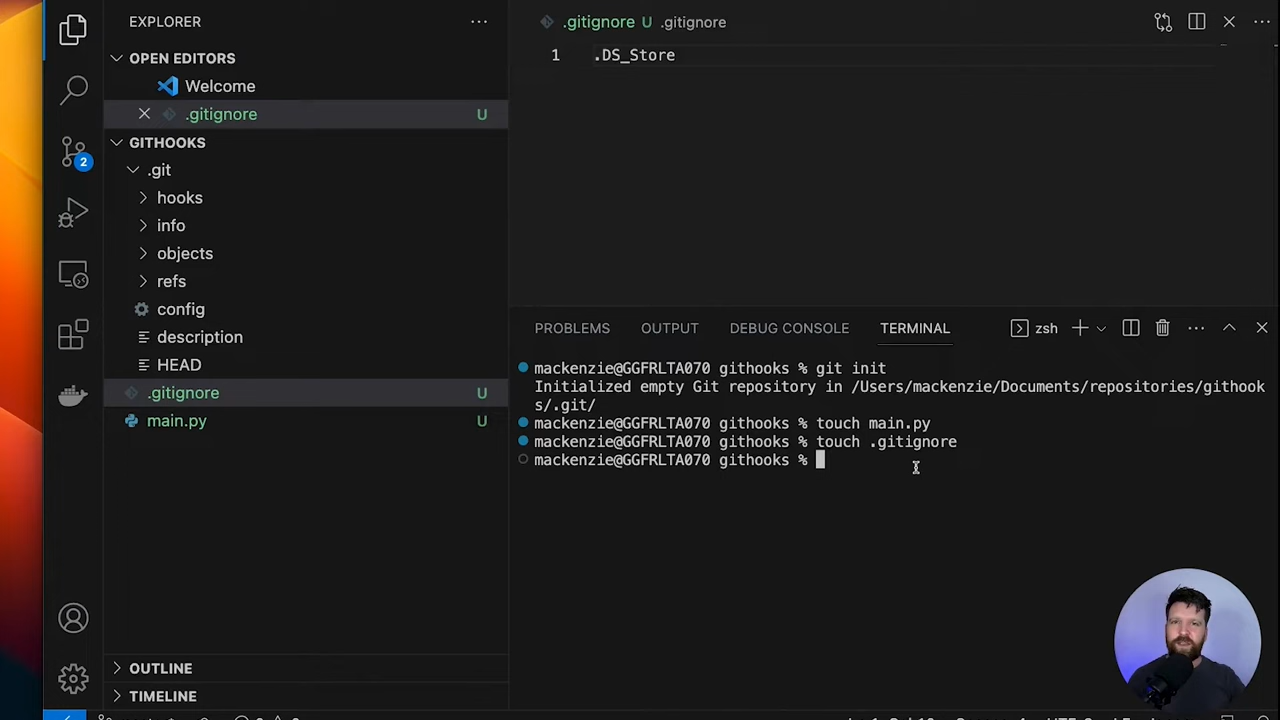 EXPLORER
OPEN EDITORS
Welcome
.gitignore U
GITHOOKS
.git
hooks
info
objects
refs
config
description
HEAD
.gitignore U
main.py U
OUTLINE
TIMELINE
2
.gitignore U .gitignore
1 .DS_Store
PROBLEMS OUTPUT DEBUG CONSOLE TERMINAL zsh
mackenzie@GGFRLTA070 githooks % git init
Initialized empty Git repository in /Users/mackenzie/Documents/repositories/githook
s/.git/
mackenzie@GGFRLTA070 githooks % touch main.py
mackenzie@GGFRLTA070 githooks % touch .gitignore
mackenzie@GGFRLTA070 githooks %